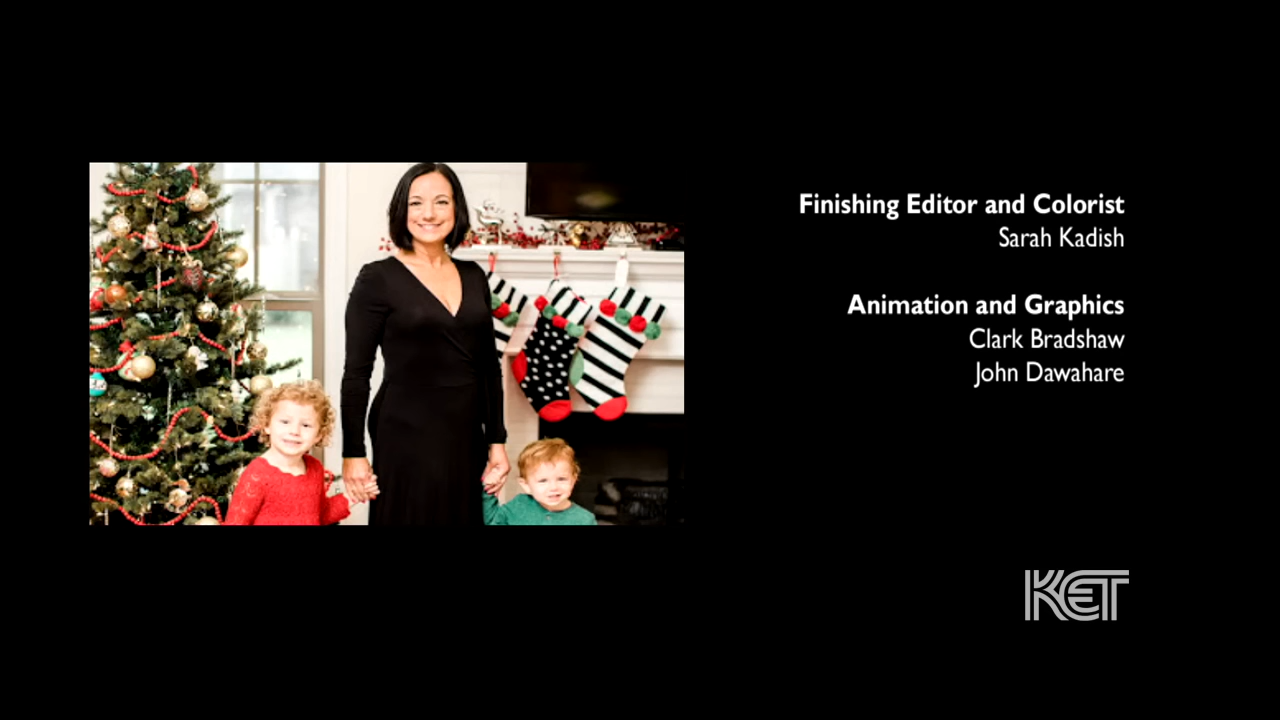 Finishing Editor and Colorist
Sarah Kadish
Animation and Graphics
Clark Bradshaw
John Dawahare
KET